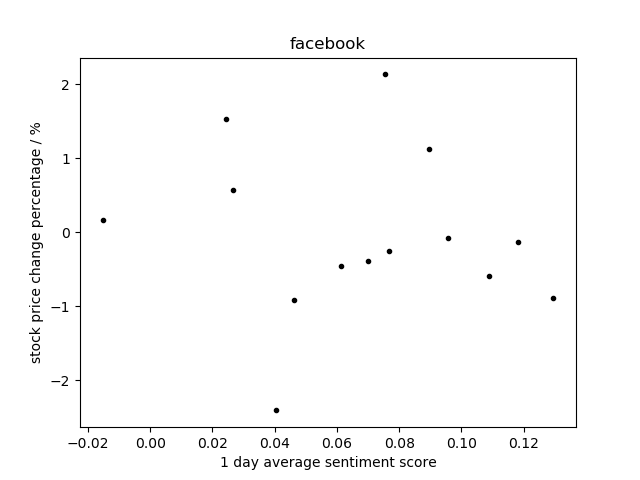 facebook
stock price change percentage / %
2
1
0
−1
−2
−0.02 0.00 0.02 0.04 0.06 0.08 0.10 0.12
1 day average sentiment score